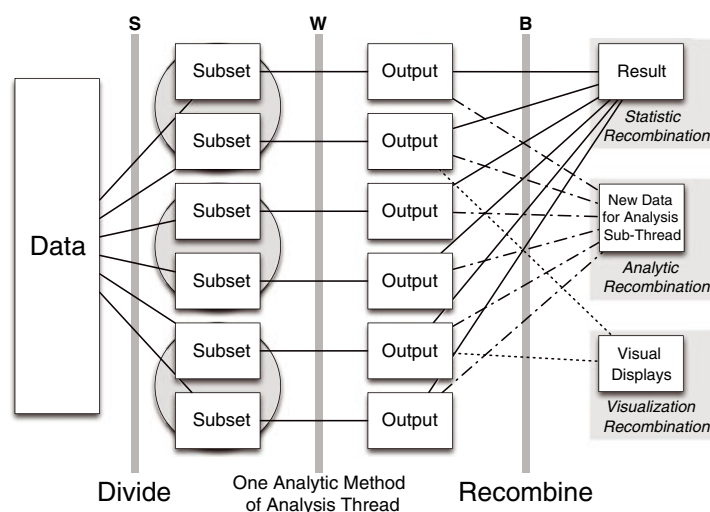 S
W
B
Data
Subset
Subset
Subset
Subset
Subset
Subset
Output
Output
Output
Output
Output
Output
Result
Statistic
Recombination
New Data
for Analysis
Sub-Thread
Analytic
Recombination
Visual
Displays
Visualization
Recombination
Divide
One Analytic Method
of Analysis Thread
Recombine